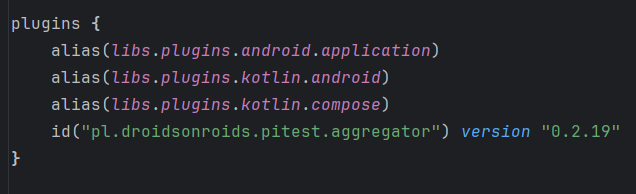 plugins {
    alias(libs.plugins.android.application)
    alias(libs.plugins.kotlin.android)
    alias(libs.plugins.kotlin.compose)
    id("pl.droidsonroids.pitest.aggregator") version "0.2.19"
}